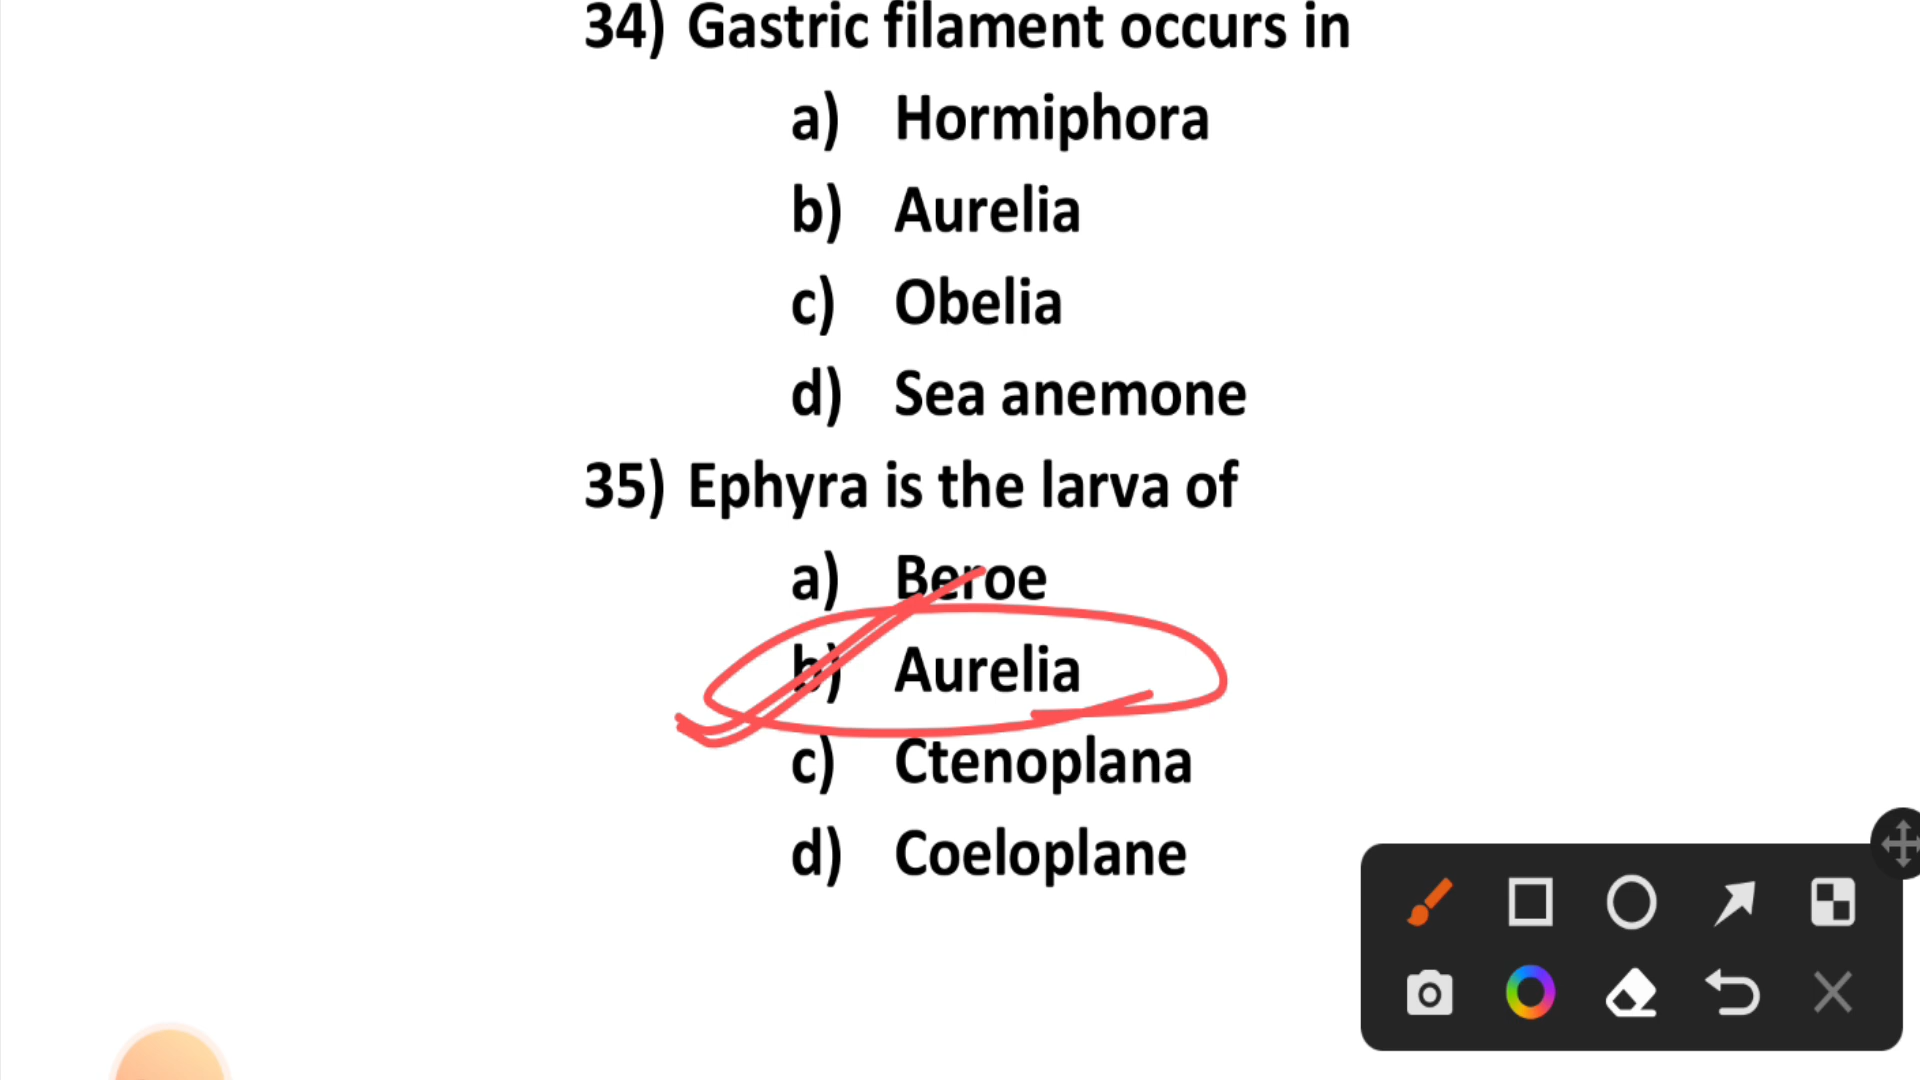 34) Gastric filament occurs in
a) Hormiphora
b) Aurelia
c) Obelia
d) Sea anemone
35) Ephyra is the larva of
a) Beroe
b) Aurelia
c) Ctenoplana
d) Coeloplane